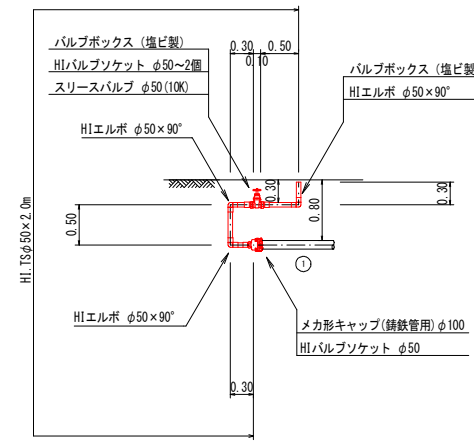 バルブボックス (塩ビ製)
HIバルブソケット φ50~2個
スリースバルブ φ50(10K)
0.30
0.50
0.10
バルブボックス (塩ビ製
HIエルボ φ50×90°
HIエルボ φ50×90°
0.30
0.30
0.80
0.50
HI.TSφ50×2.0m
①
HIエルボ φ50×90°
メカ形キャップ(鋳鉄管用)φ100
HIバルブソケット φ50
0.30